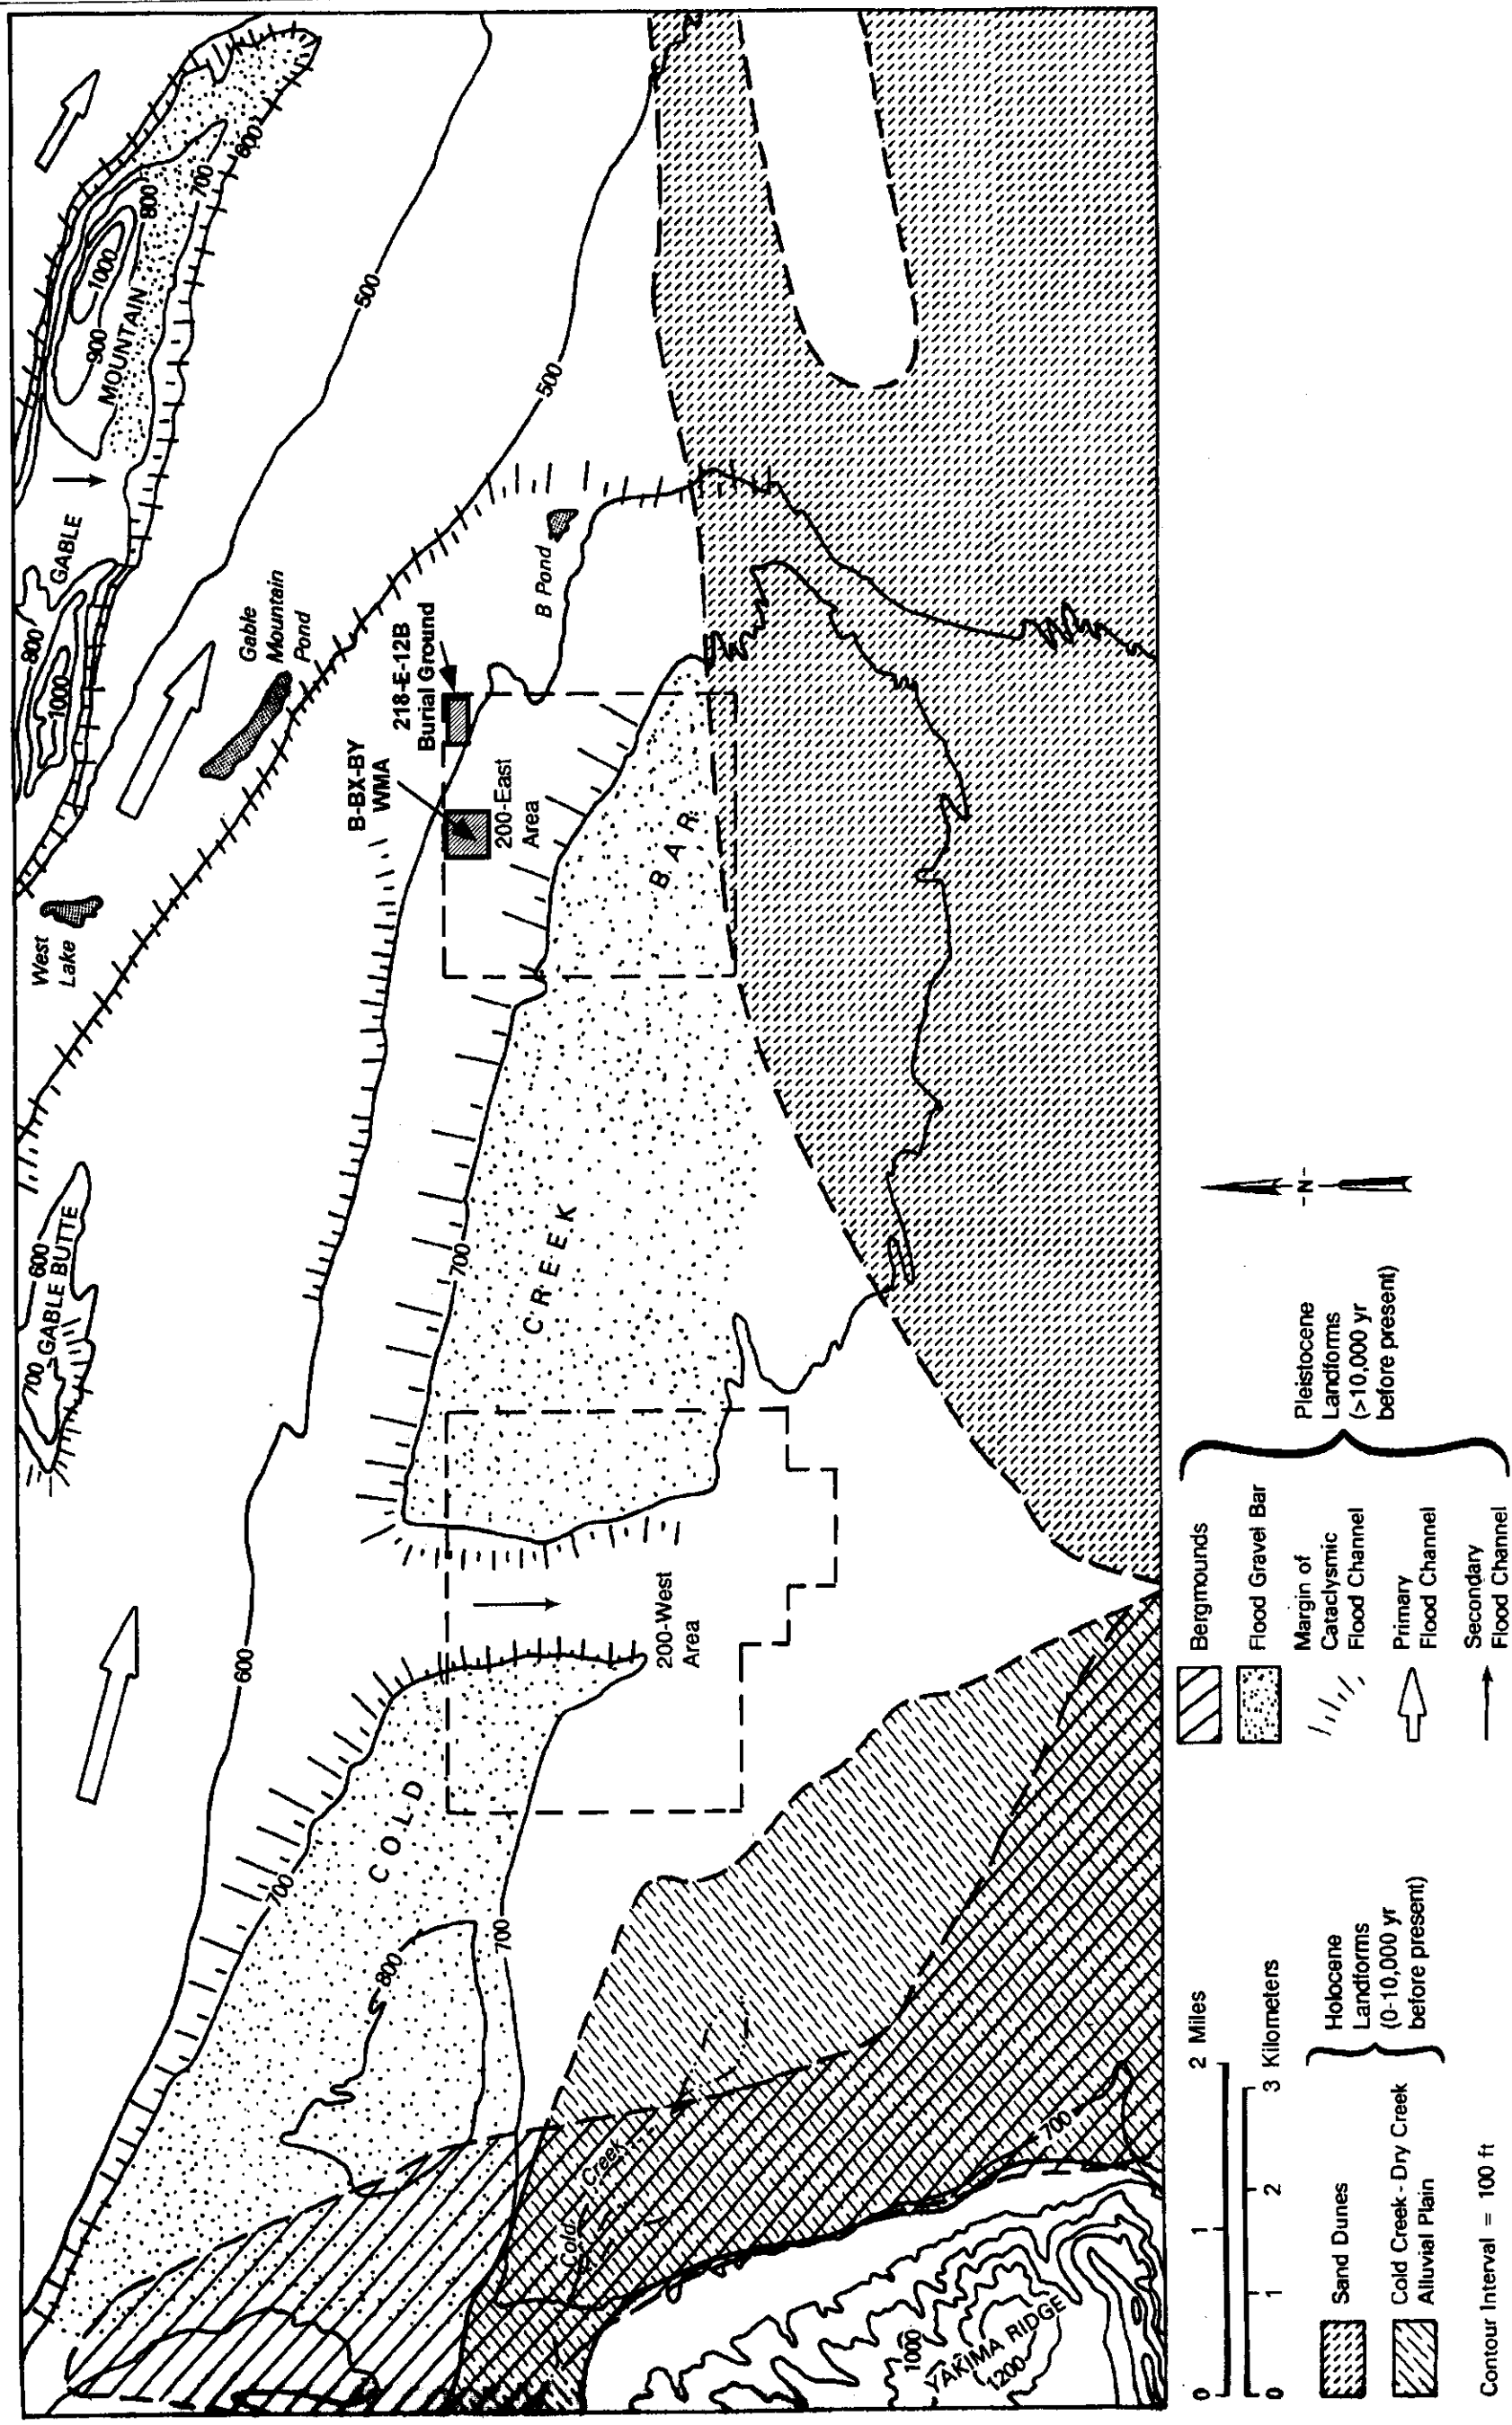 700
600
GABLE BUTTE
West
Lake
1000
800
GABLE
MOUNTAIN
900
1000
800
700
600
Gable
Mountain
Pond
500
500
600
700
700
C O L D
C R E E K
B A R
800
700
B-BX-BY
WMA
218-E-12B
Burial Ground
B Pond
200-East
Area
200-West
Area
Cold Creek
700
1000
YAKIMA RIDGE
1200
0 1 2 Miles
0 1 2 3 Kilometers
Sand Dunes
Cold Creek - Dry Creek
Alluvial Plain
Holocene
Landforms
(0-10,000 yr
before present)
Contour Interval = 100 ft
Bergmounds
Flood Gravel Bar
Margin of
Cataclysmic
Flood Channel
Primary
Flood Channel
Secondary
Flood Channel
Pleistocene
Landforms
(>10,000 yr
before present)
-N-